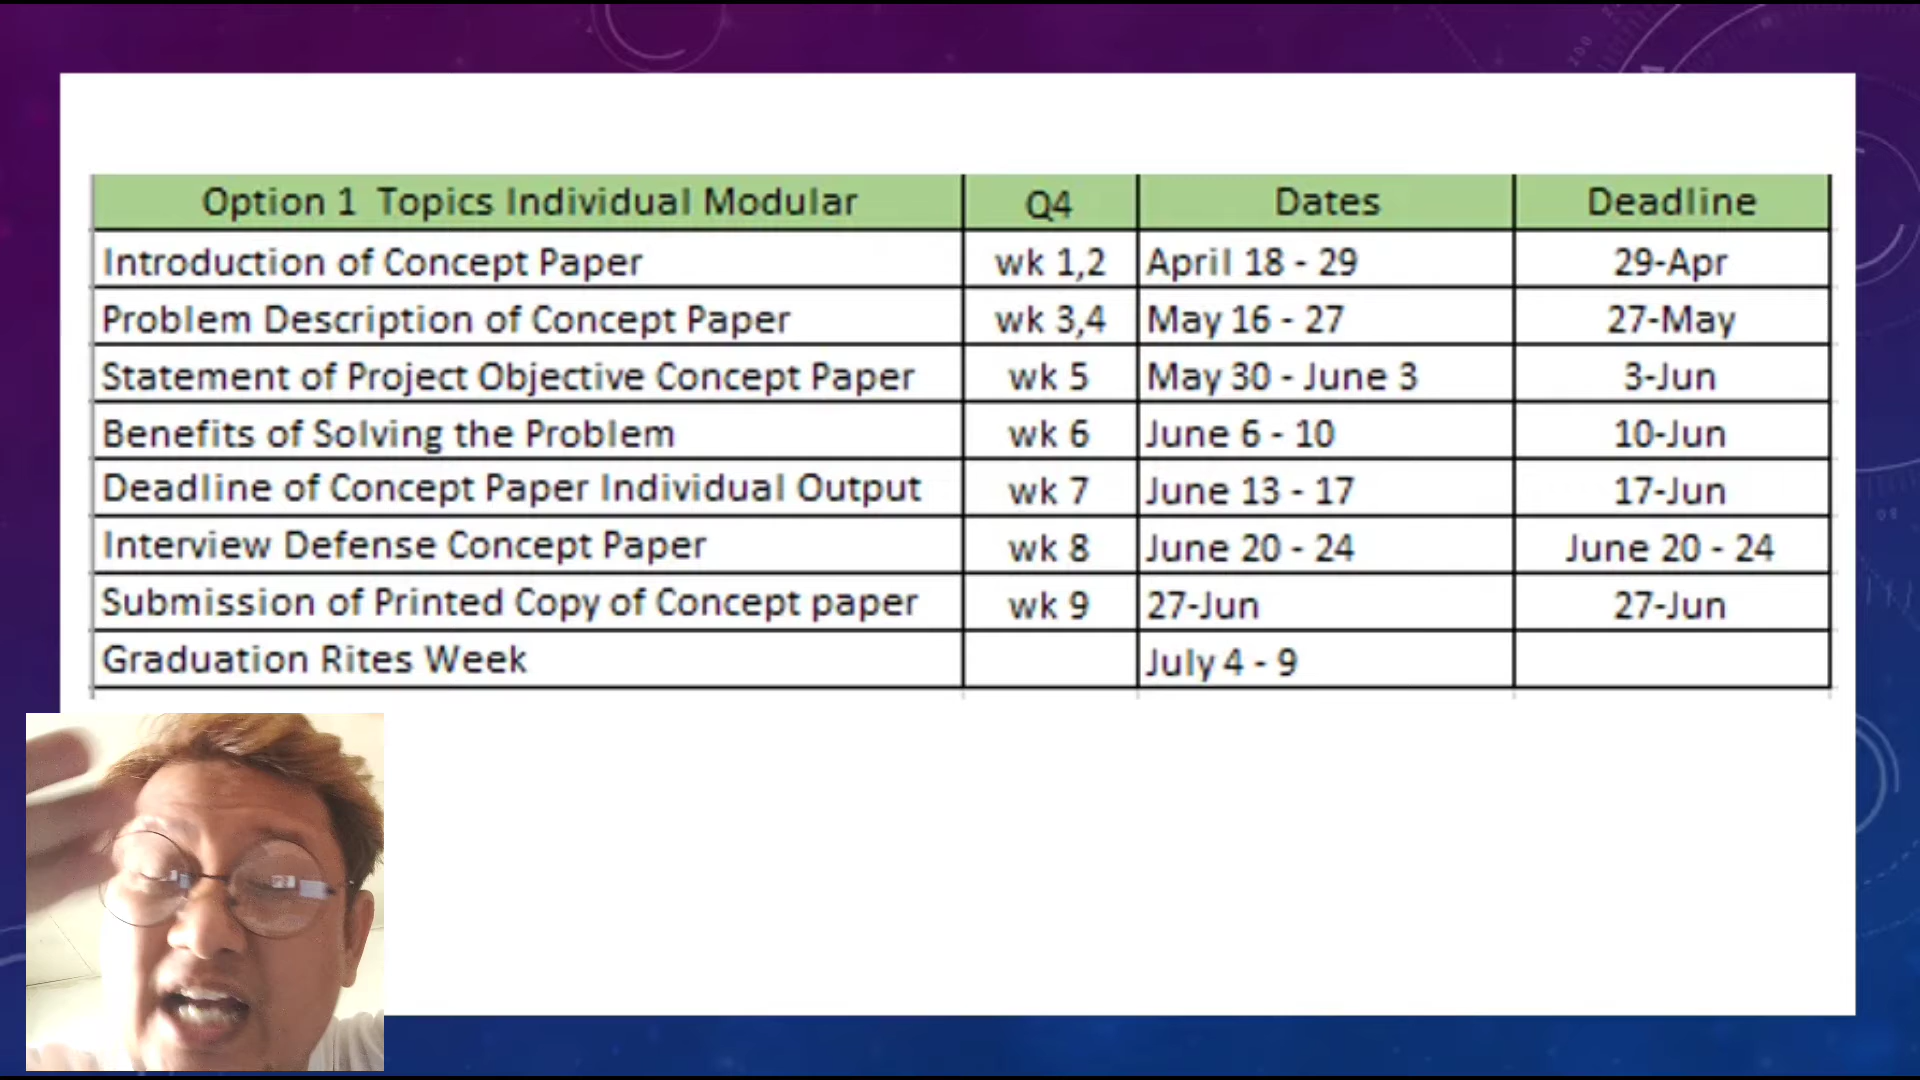 Option 1 Topics Individual Modular Q4 Dates Deadline
Introduction of Concept Paper wk 1,2 April 18 - 29 29-Apr
Problem Description of Concept Paper wk 3,4 May 16 - 27 27-May
Statement of Project Objective Concept Paper wk 5 May 30 - June 3 3-Jun
Benefits of Solving the Problem wk 6 June 6 - 10 10-Jun
Deadline of Concept Paper Individual Output wk 7 June 13 - 17 17-Jun
Interview Defense Concept Paper wk 8 June 20 - 24 June 20 - 24
Submission of Printed Copy of Concept paper wk 9 27-Jun 27-Jun
Graduation Rites Week July 4 - 9